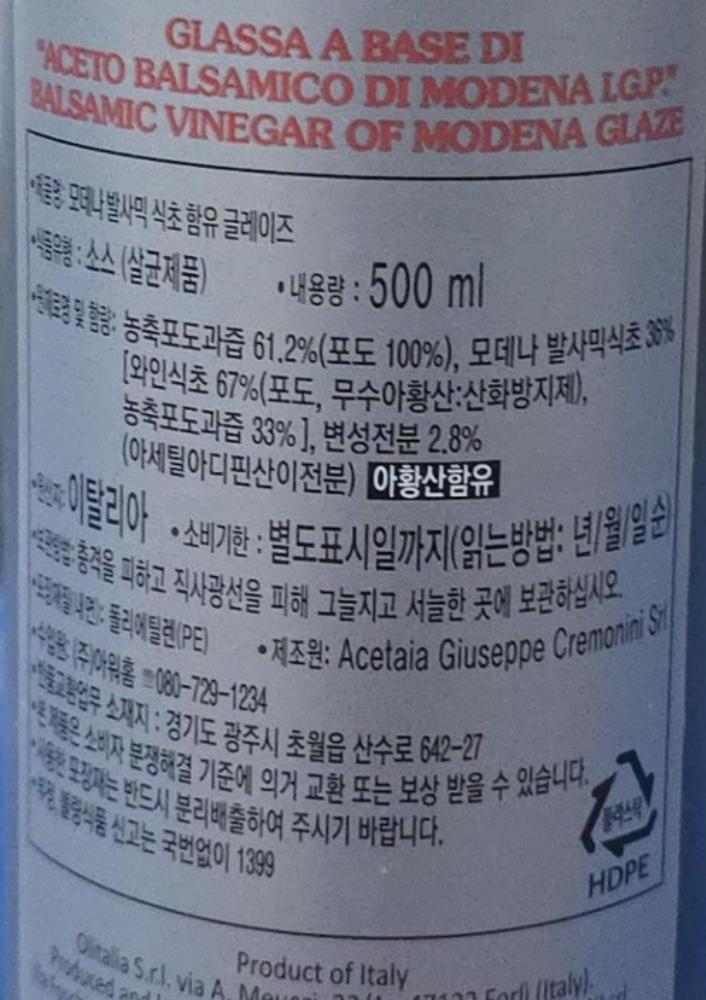 GLASSA A BASE DI
"ACETO BALSAMICO DI MODENA I.G.P."
BALSAMIC VINEGAR OF MODENA GLAZE
•제품명: 모데나 발사믹 식초 함유 글레이즈
•식품유형 : 소스 (살균제품) •내용량 : 500 ml
•원재료명 및 함량: 농축포도과즙 61.2%(포도 100%), 모데나 발사믹식초 36%
[와인식초 67%(포도, 무수아황산:산화방지제),
농축포도과즙 33% ], 변성전분 2.8%
(아세틸아디핀산이전분) 아황산함유
•원산지: 이탈리아 •소비기한 : 별도표시일까지(읽는방법: 년/월/일 순)
•보관방법: 충격을 피하고 직사광선을 피해 그늘지고 서늘한 곳에 보관하십시오.
•포장재질(내면): 폴리에틸렌(PE) •제조원: Acetaia Giuseppe Cremonini Srl
•수입원: (주)아워홈 ☎080-729-1234
•반품교환업무 소재지 : 경기도 광주시 초월읍 산수로 642-27
•본 제품은 소비자 분쟁해결 기준에 의거 교환 또는 보상 받을 수 있습니다.
•사용한 포장재는 반드시 분리배출하여 주시기 바랍니다.
•부정, 불량식품 신고는 국번없이 1399
플라스틱
HDPE
Product of Italy
Olitalia S.r.l. via A. Forlì (Italy).
Produced and